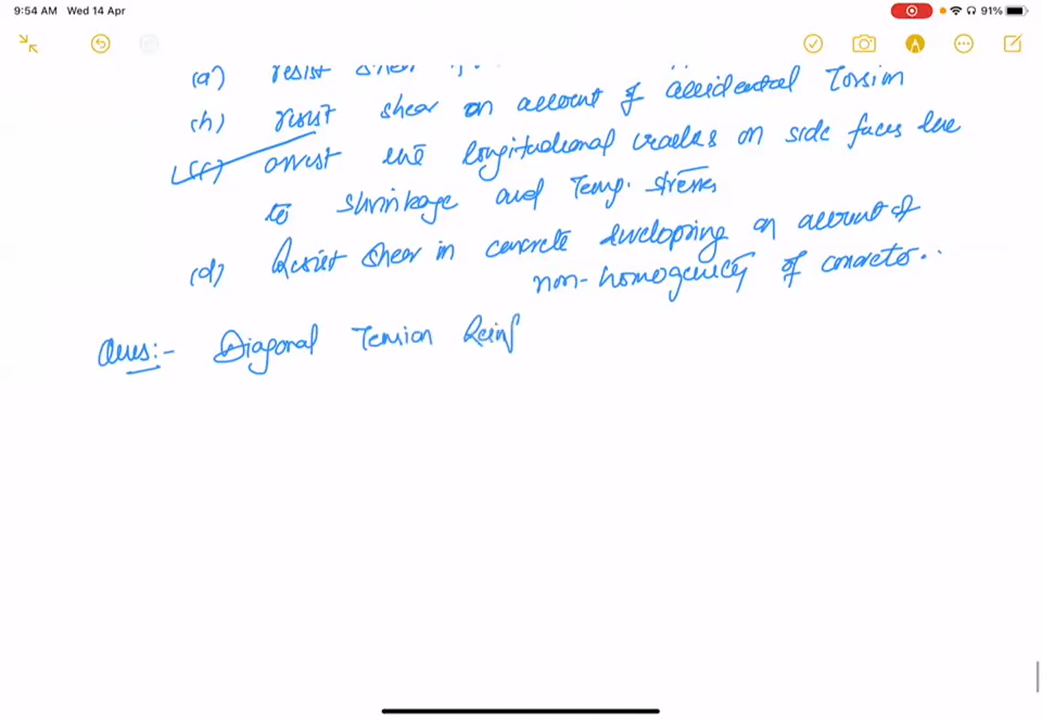 9:54 AM Wed 14 Apr 91%
(a) resist shear
(b) resist shear on account of accidental Torsion
(c) arrest the longitudinal cracks on side faces due
to shrinkage and Temp. stress
(d) Resist shear in concrete developing on account of
non-homogencity of concrete..
Ans:- Diagonal Tension Reinf